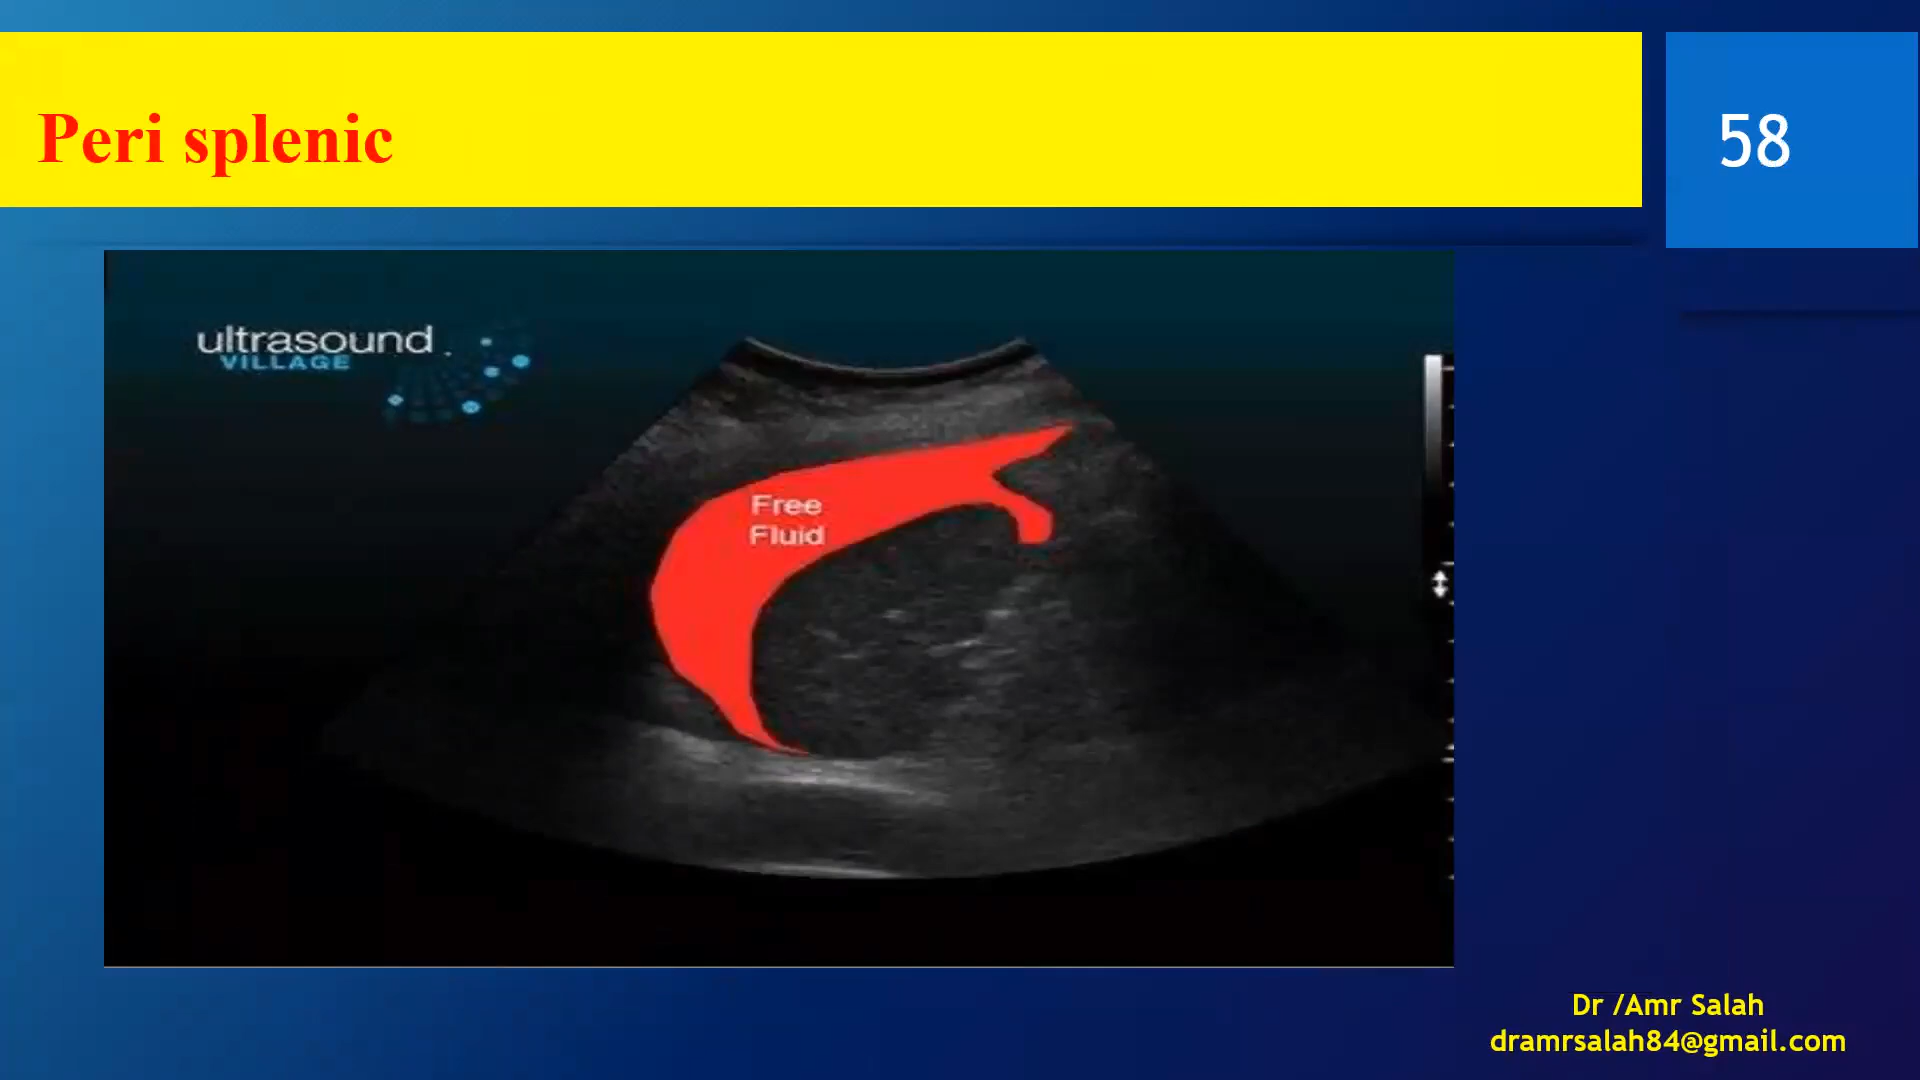 Peri splenic
58
ultrasound
VILLAGE
Free
Fluid
Dr /Amr Salah
dramrsalah84@gmail.com